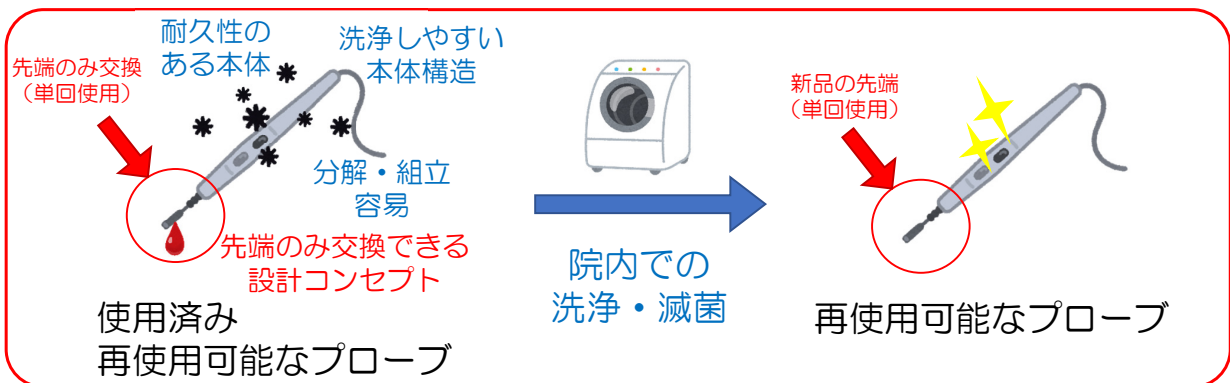 先端のみ交換
（単回使用）
耐久性の
ある本体
洗浄しやすい
本体構造
分解・組立
容易
先端のみ交換できる
設計コンセプト
使用済み
再使用可能なプローブ
院内での
洗浄・滅菌
新品の先端
（単回使用）
再使用可能なプローブ